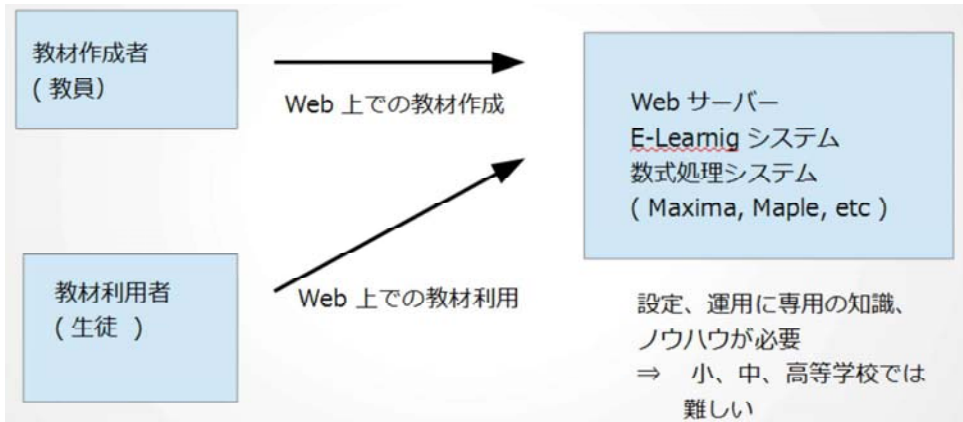 教材作成者
( 教員）
Web 上での教材作成
Web サーバー
E-Learnig システム
数式処理システム
( Maxima, Maple, etc )
教材利用者
( 生徒 )
Web 上での教材利用
設定、運用に専用の知識、
ノウハウが必要
⇒ 小、中、高等学校では
難しい